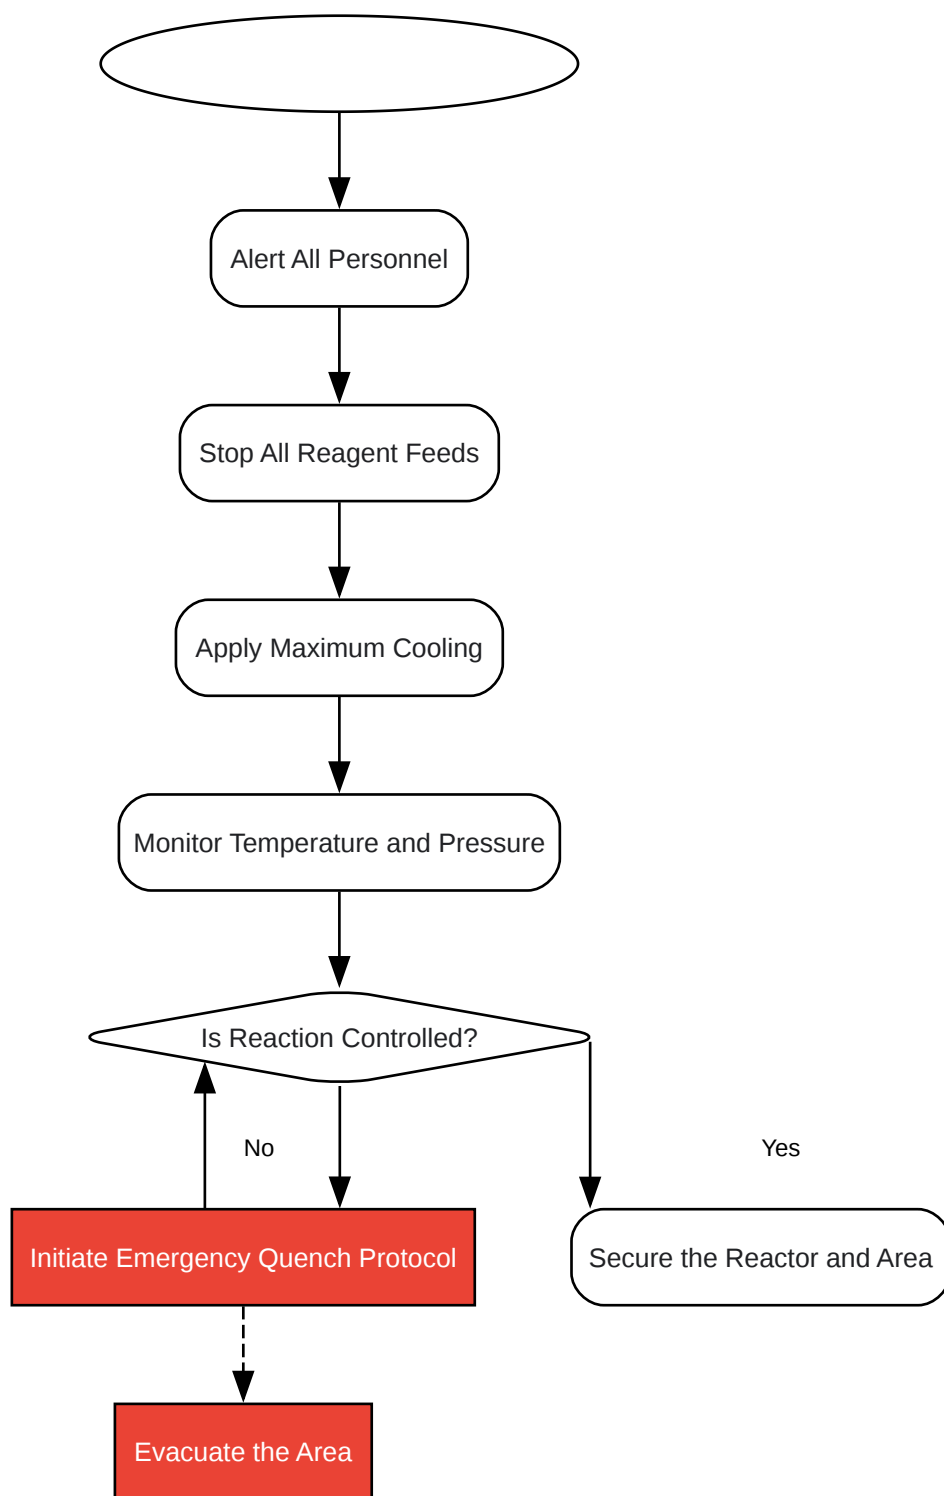 Alert All Personnel
Stop All Reagent Feeds
Apply Maximum Cooling
Monitor Temperature and Pressure
Is Reaction Controlled?
No
Yes
Initiate Emergency Quench Protocol
Secure the Reactor and Area
Evacuate the Area